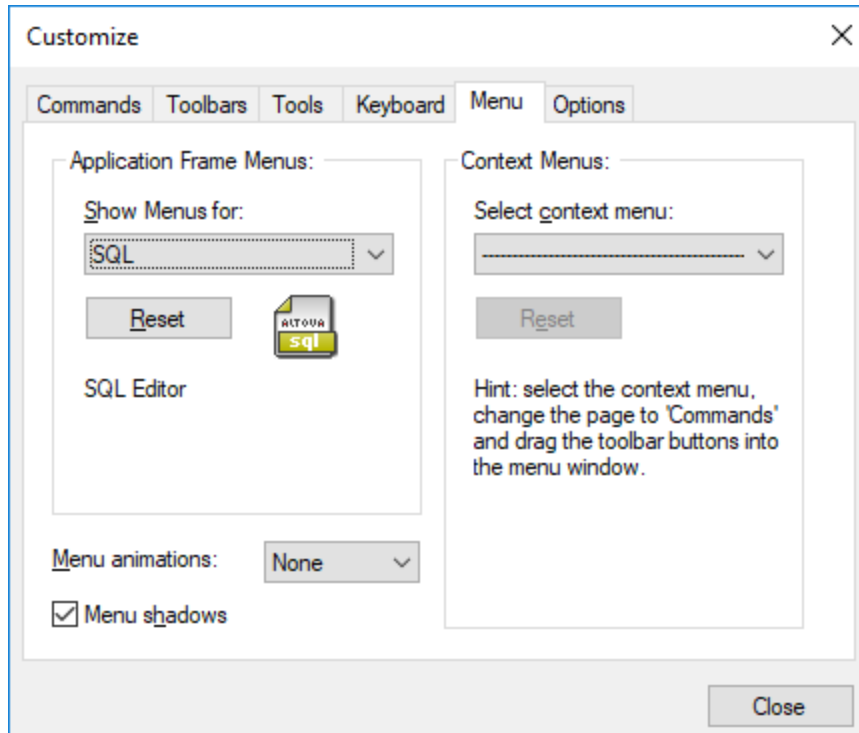 Customize
Commands Toolbars Tools Keyboard Menu Options
Application Frame Menus:
Show Menus for:
SQL
Reset
ALTOVA
sql
SQL Editor
Menu animations:
None
Menu shadows
Context Menus:
Select context menu:
Reset
Hint: select the context menu,
change the page to 'Commands'
and drag the toolbar buttons into
the menu window.
Close